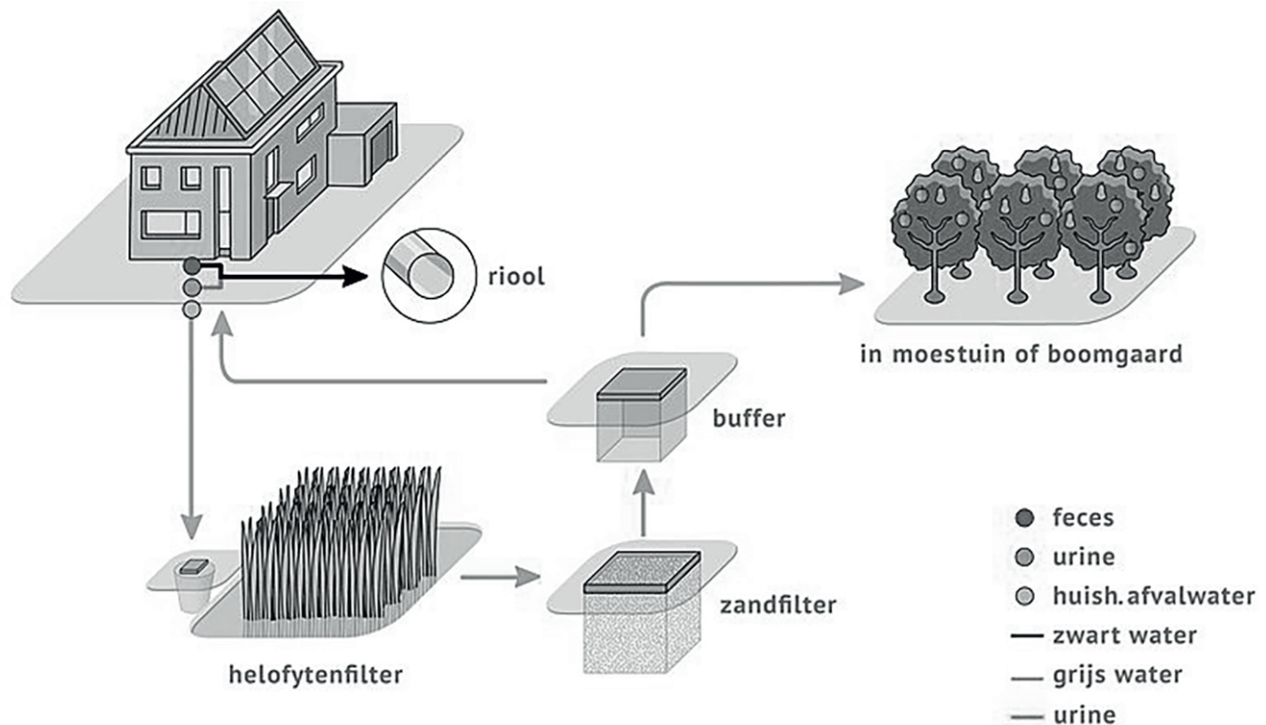 riool
in moestuin of boomgaard
buffer
zandfilter
helofytenfilter
feces
urine
huish. afvalwater
zwart water
grijs water
urine